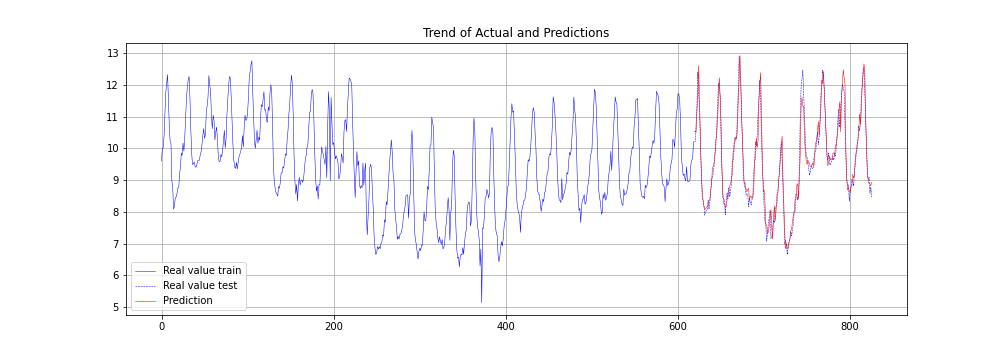 Trend of Actual and Predictions
13
12
11
10
9
8
7
6
5
Real value train
Real value test
Prediction
0 200 400 600 800